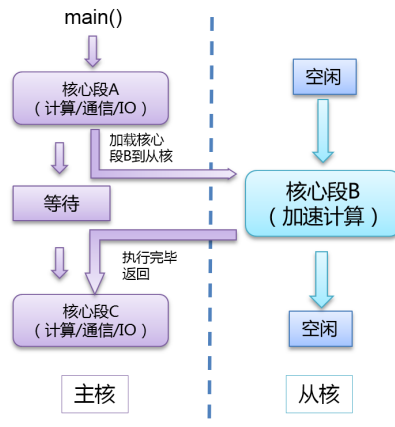 main()
核心段A
（计算/通信/IO）
空闲
加载核心
段B到从核
等待
核心段B
（加速计算）
执行完毕
返回
核心段C
（计算/通信/IO）
空闲
主核
从核